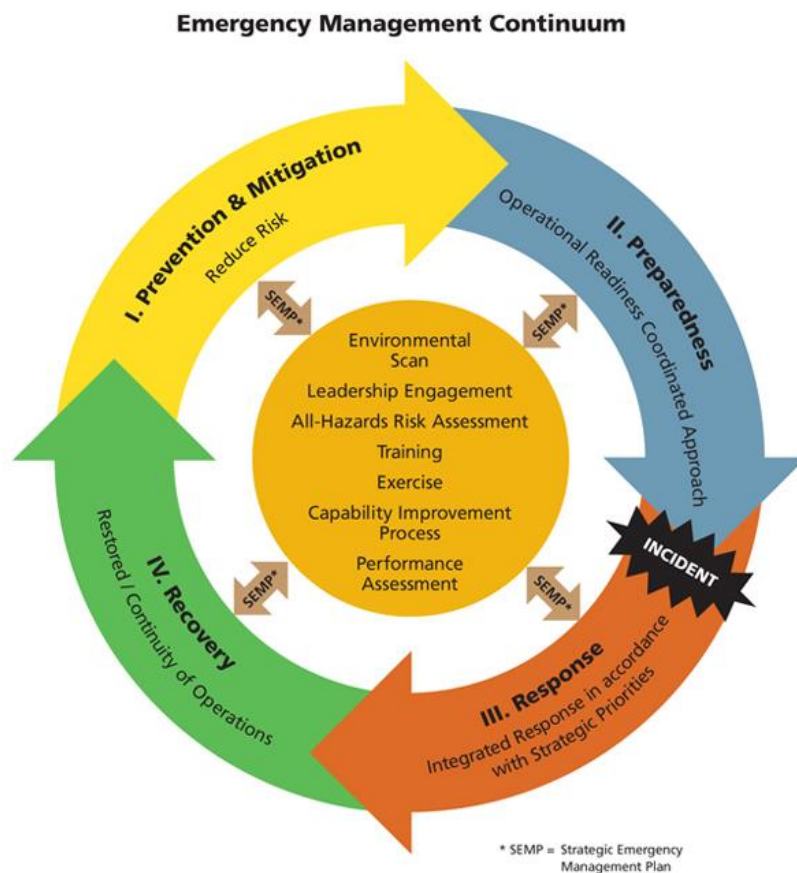 Emergency Management Continuum
I. Prevention & Mitigation
Reduce Risk
II. Preparedness
Operational Readiness Coordinated Approach
INCIDENT
III. Response
Integrated Response in accordance
with Strategic Priorities
IV. Recovery
Restored / Continuity of Operations
SEMP*
SEMP*
SEMP*
SEMP*
Environmental
Scan
Leadership Engagement
All-Hazards Risk Assessment
Training
Exercise
Capability Improvement
Process
Performance
Assessment
* SEMP = Strategic Emergency
Management Plan